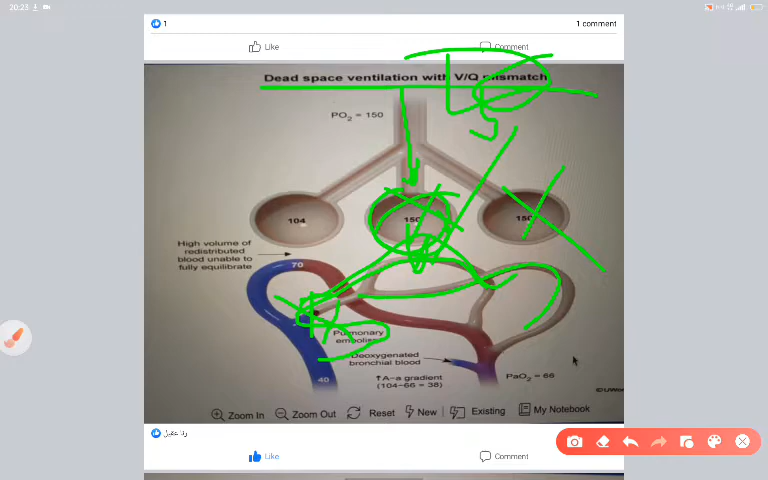 20:23
1
1 comment
Like
Comment
Dead space ventilation with V/Q mismatch
PO2 = 150
104
150
150
High volume of
redistributed
blood unable to
fully equilibrate
70
Pulmonary
embolism
Deoxygenated
bronchial blood
40
↑A-a gradient
(104-66 = 38)
PaO2 = 66
Zoom In
Zoom Out
Reset
New
Existing
My Notebook
رنا عقيل
Like
Comment